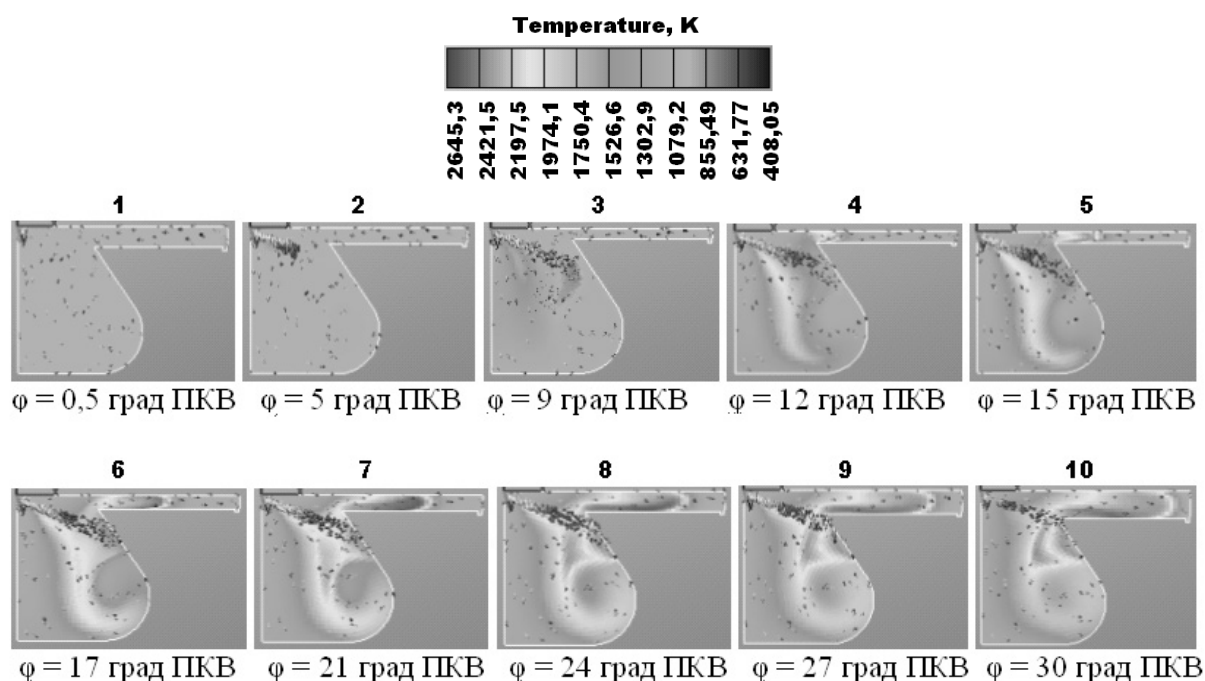 Temperature, K
2645,3
2421,5
2197,5
1974,1
1750,4
1526,6
1302,9
1079,2
855,49
631,77
408,05
1 2 3 4 5
φ = 0,5 град ПКВ φ = 5 град ПКВ φ = 9 град ПКВ φ = 12 град ПКВ φ = 15 град ПКВ
6 7 8 9 10
φ = 17 град ПКВ φ = 21 град ПКВ φ = 24 град ПКВ φ = 27 град ПКВ φ = 30 град ПКВ